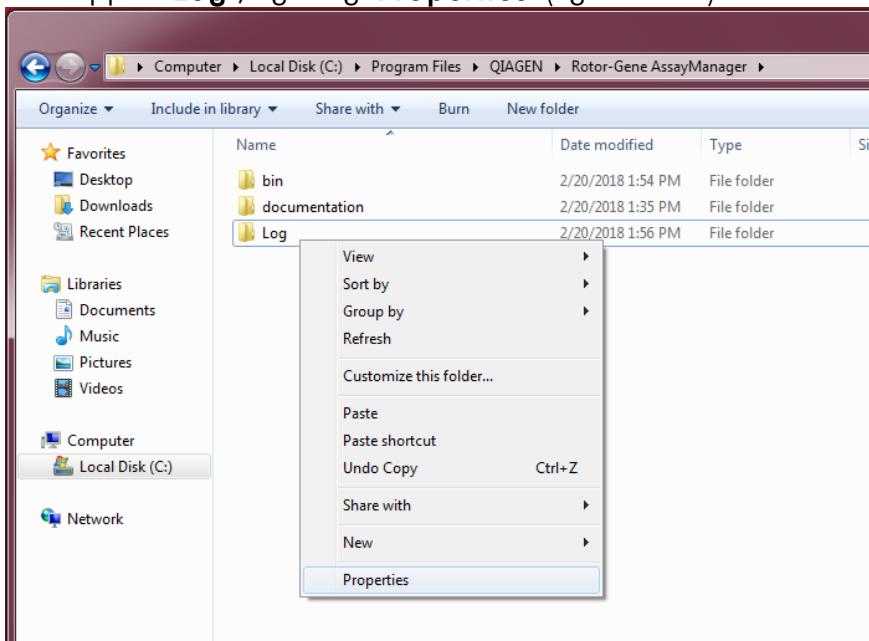 Computer ▸ Local Disk (C:) ▸ Program Files ▸ QIAGEN ▸ Rotor-Gene AssayManager ▸
Organize Include in library Share with Burn New folder
Favorites
Desktop
Downloads
Recent Places
Libraries
Documents
Music
Pictures
Videos
Computer
Local Disk (C:)
Network
Name Date modified Type
bin 2/20/2018 1:54 PM File folder
documentation 2/20/2018 1:35 PM File folder
Log 2/20/2018 1:56 PM File folder
View
Sort by
Group by
Refresh
Customize this folder...
Paste
Paste shortcut
Undo Copy Ctrl+Z
Share with
New
Properties